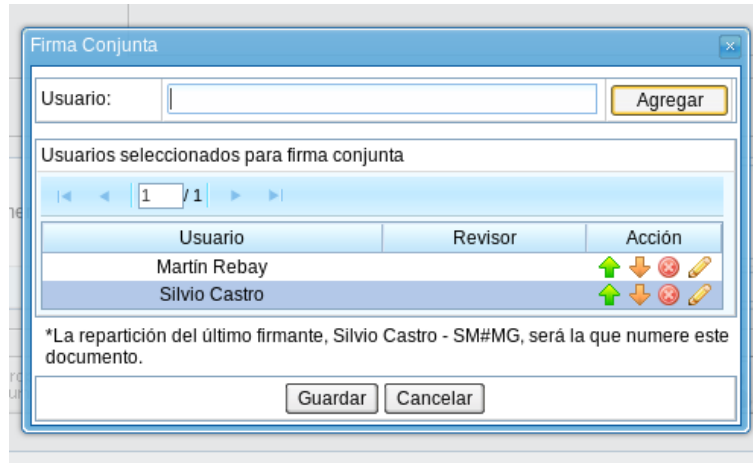 Firma Conjunta
Usuario:
Agregar
Usuarios seleccionados para firma conjunta
1 / 1
Usuario Revisor Acción
Martín Rebay
Silvio Castro
*La repartición del último firmante, Silvio Castro - SM#MG, será la que numere este
documento.
Guardar Cancelar